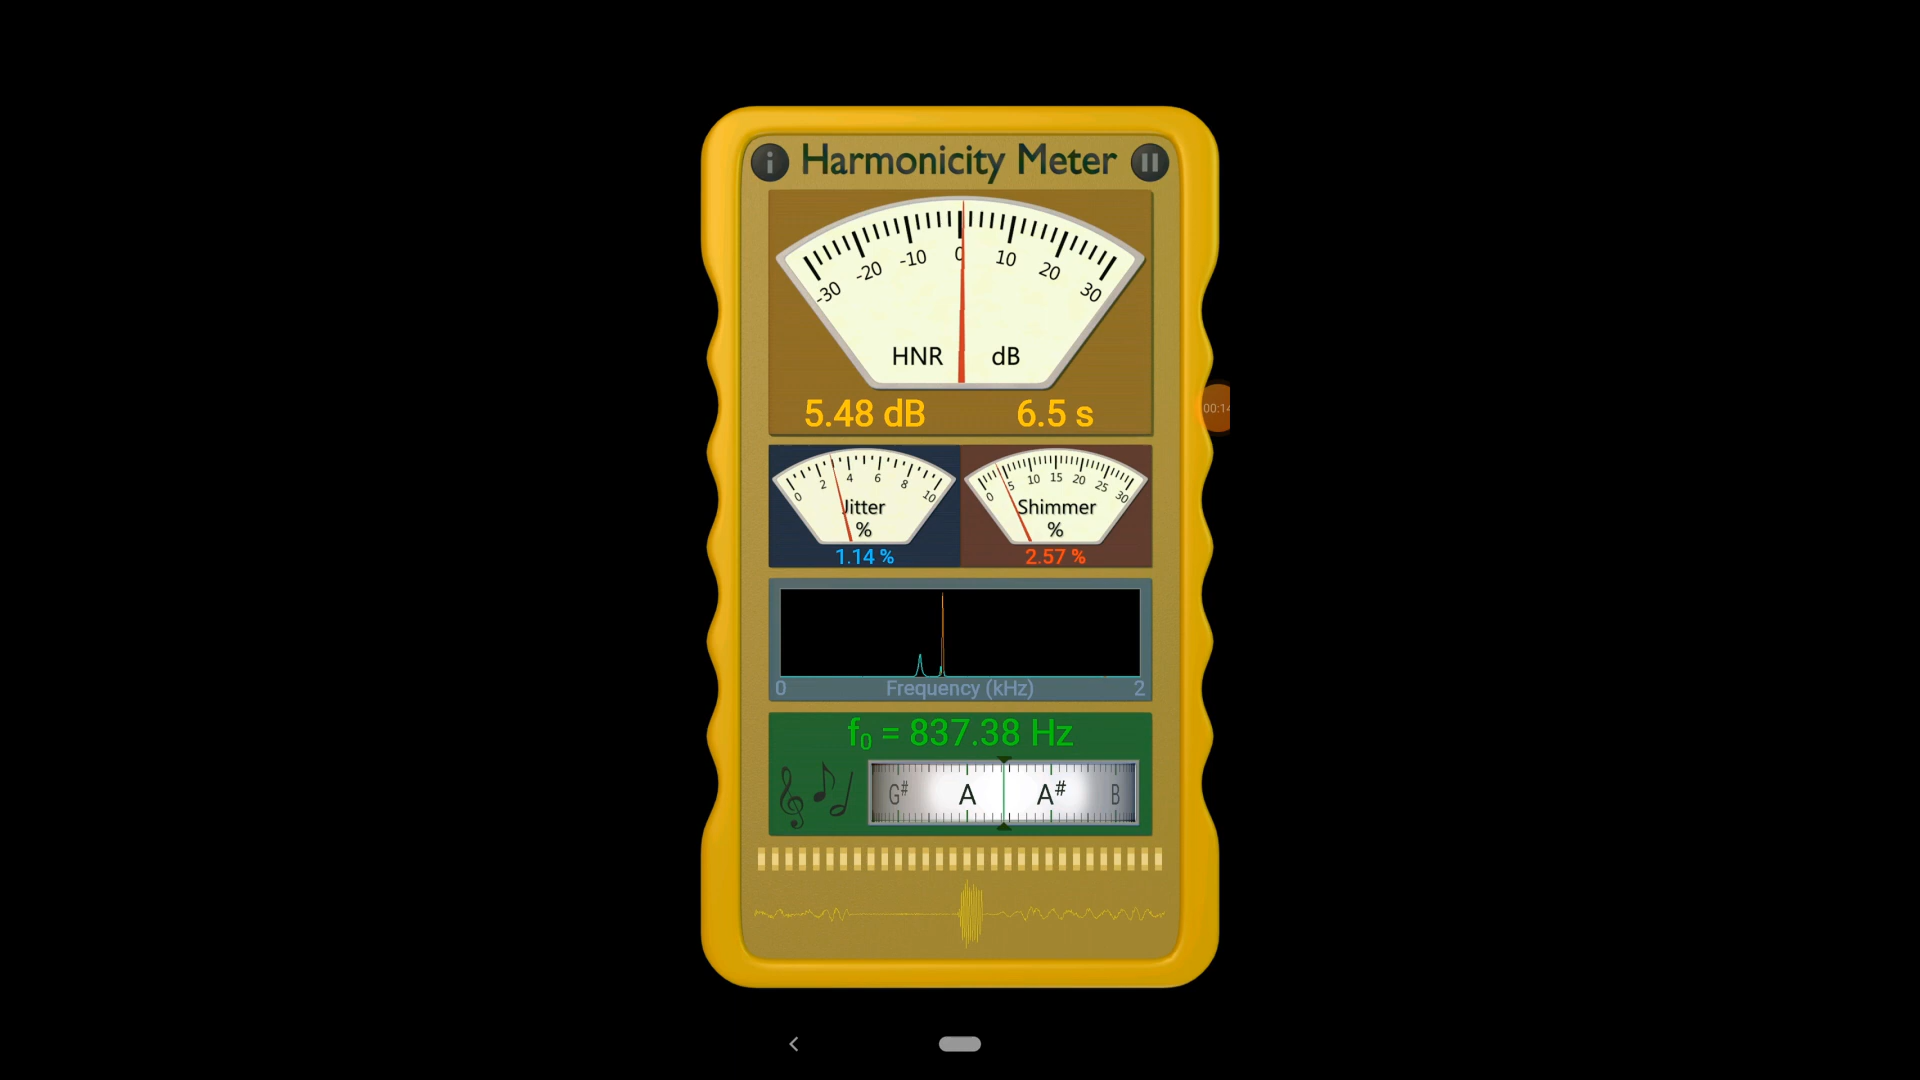 i Harmonicity Meter
-30 -20 -10 0 10 20 30
HNR dB
5.48 dB 6.5 s
00:14
0 2 4 6 8 10
Jitter
%
1.14 %
0 5 10 15 20 25 30
Shimmer
%
2.57 %
0 Frequency (kHz) 2
f₀ = 837.38 Hz
G# A A# B